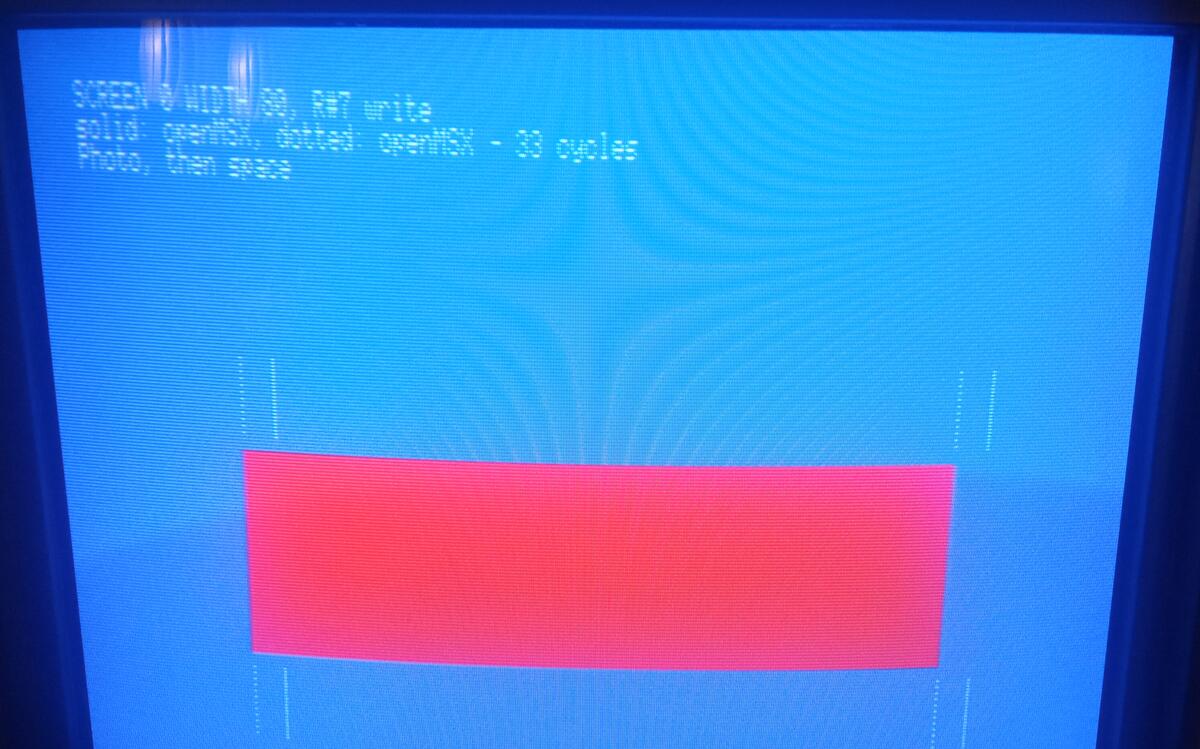 SCREEN 0 WIDTH 80, R#7 write
solid: openMSX, dotted: openMSX - 33 cycles
Photo, then space